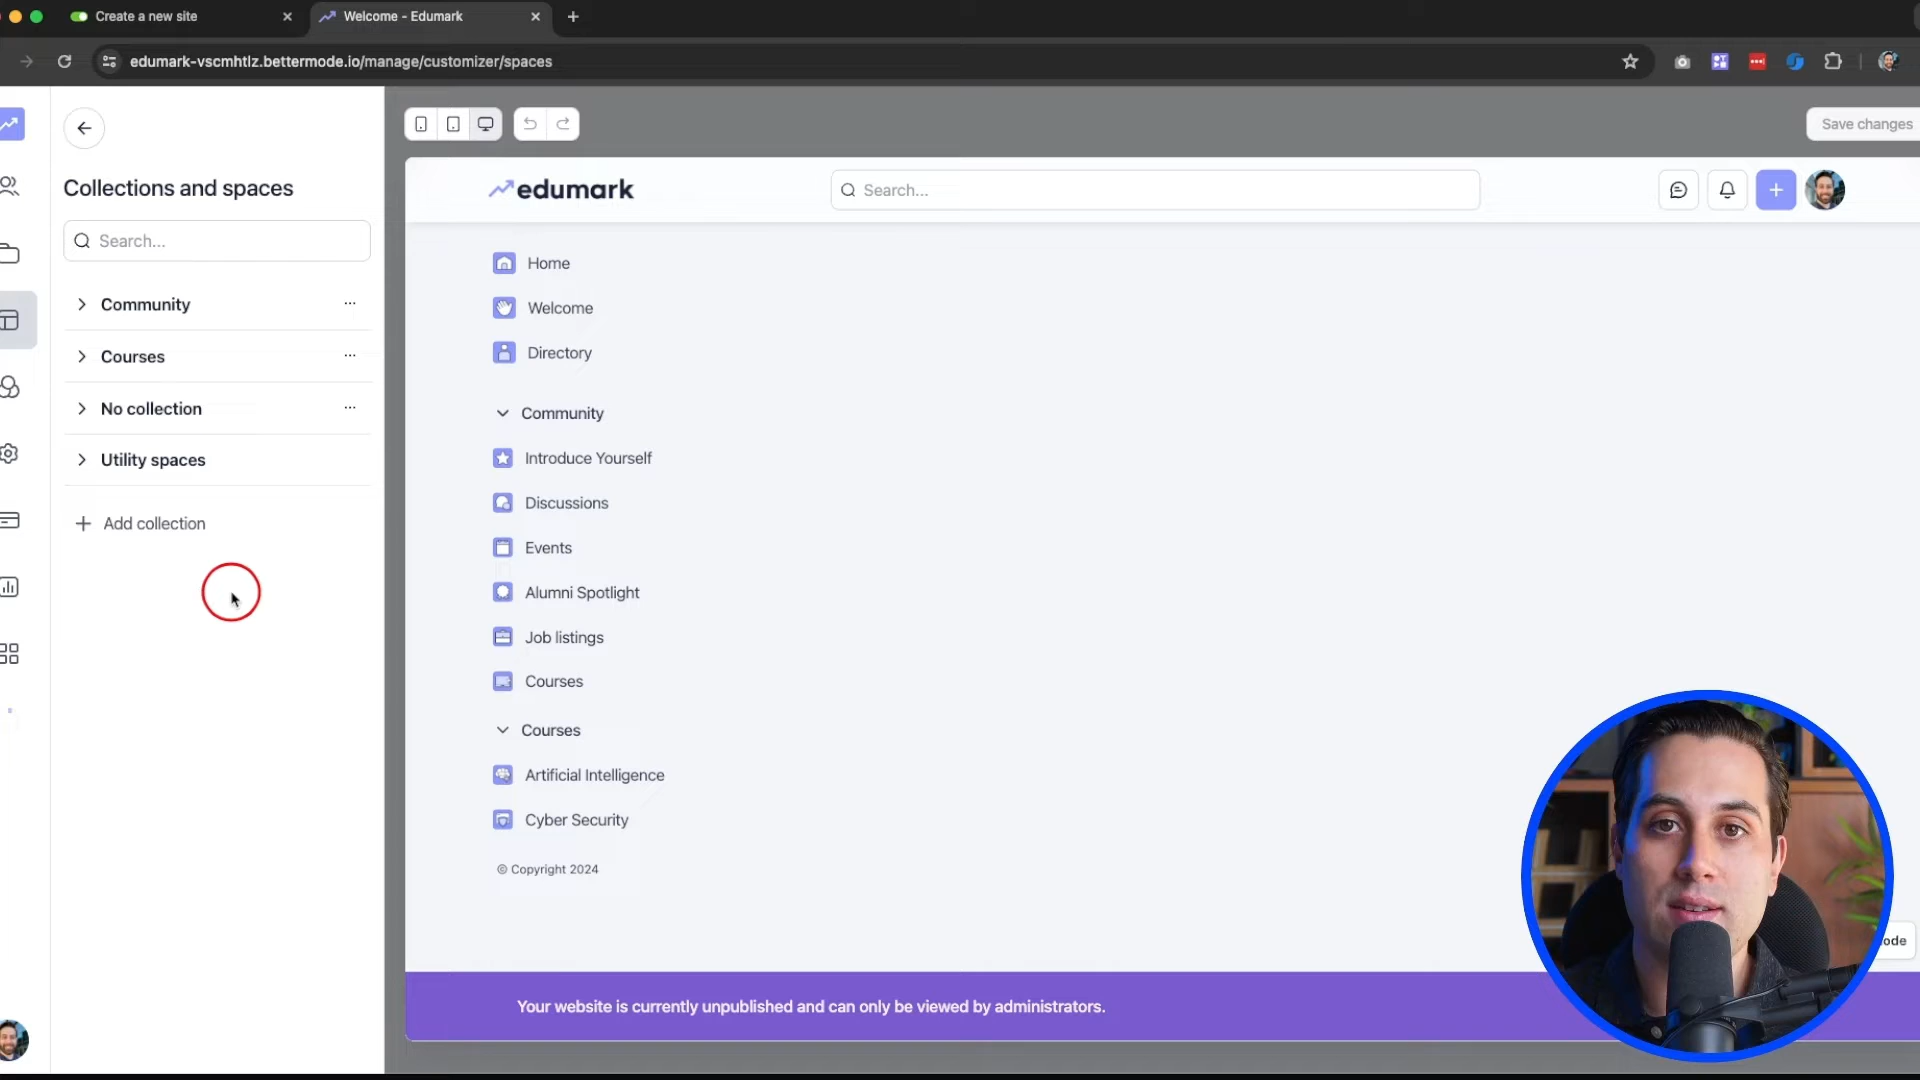 Create a new site
Welcome - Edumark
edumark-vscmhtlz.bettermode.io/manage/customizer/spaces
Save changes
Collections and spaces
Search...
Community
Courses
No collection
Utility spaces
Add collection
edumark
Search...
Home
Welcome
Directory
Community
Introduce Yourself
Discussions
Events
Alumni Spotlight
Job listings
Courses
Courses
Artificial Intelligence
Cyber Security
© Copyright 2024
Your website is currently unpublished and can only be viewed by administrators.